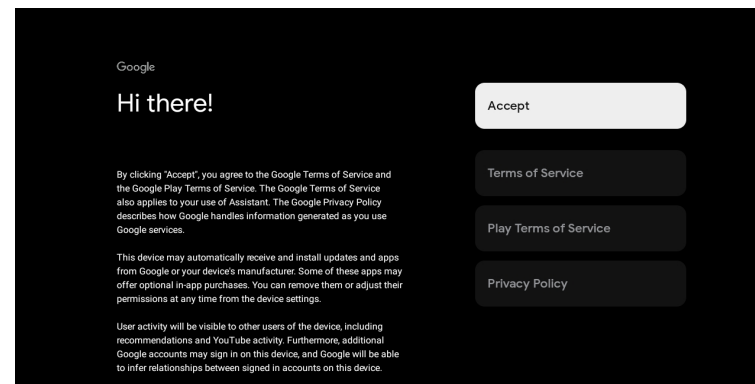 Google
Hi there!
By clicking "Accept", you agree to the Google Terms of Service and
the Google Play Terms of Service. The Google Terms of Service
also applies to your use of Assistant. The Google Privacy Policy
describes how Google handles information generated as you use
Google services.
This device may automatically receive and install updates and apps
from Google or your device's manufacturer. Some of these apps may
offer optional in-app purchases. You can remove them or adjust their
permissions at any time from the device settings.
User activity will be visible to other users of the device, including
recommendations and YouTube activity. Furthermore, additional
Google accounts may sign in on this device, and Google will be able
to infer relationships between signed in accounts on this device.
Accept
Terms of Service
Play Terms of Service
Privacy Policy